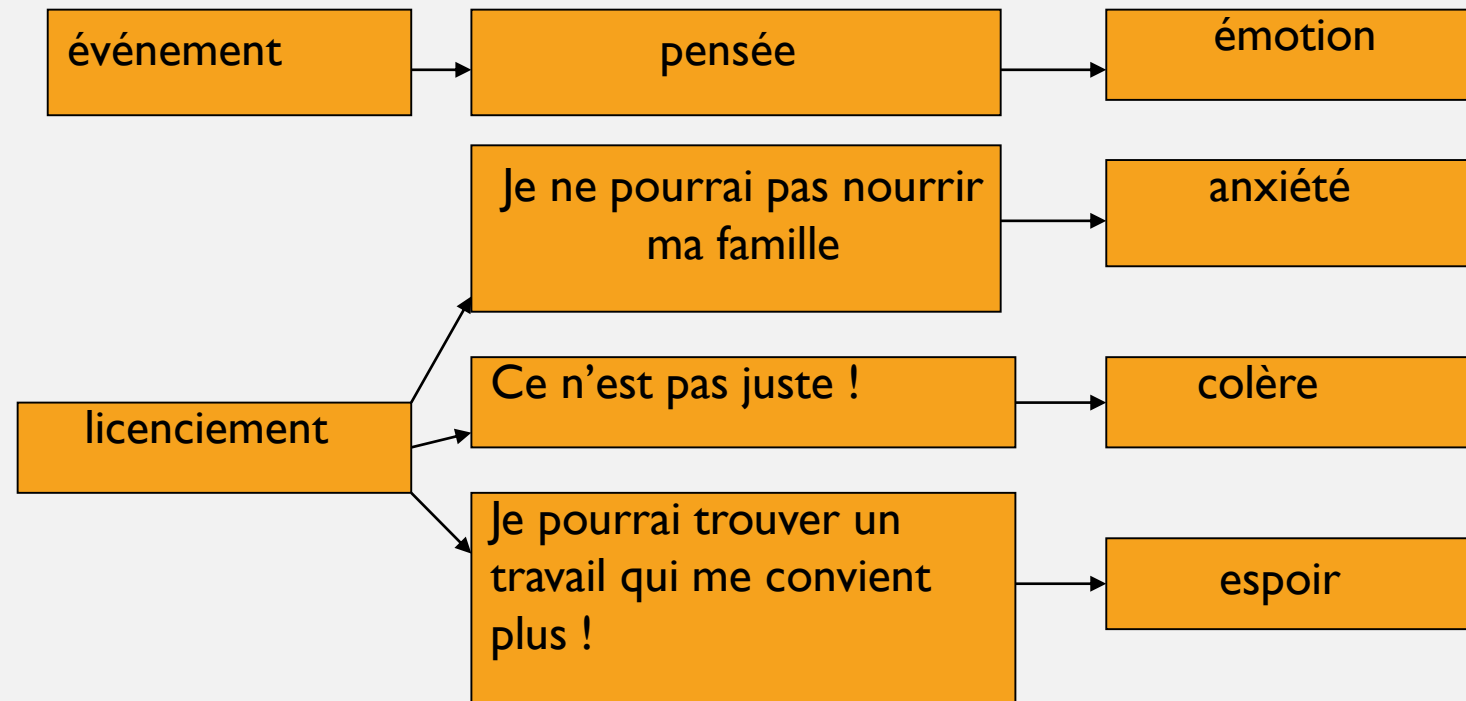 événement
pensée
émotion
Je ne pourrai pas nourrir
ma famille
anxiété
licenciement
Ce n’est pas juste !
colère
Je pourrai trouver un
travail qui me convient
plus !
espoir